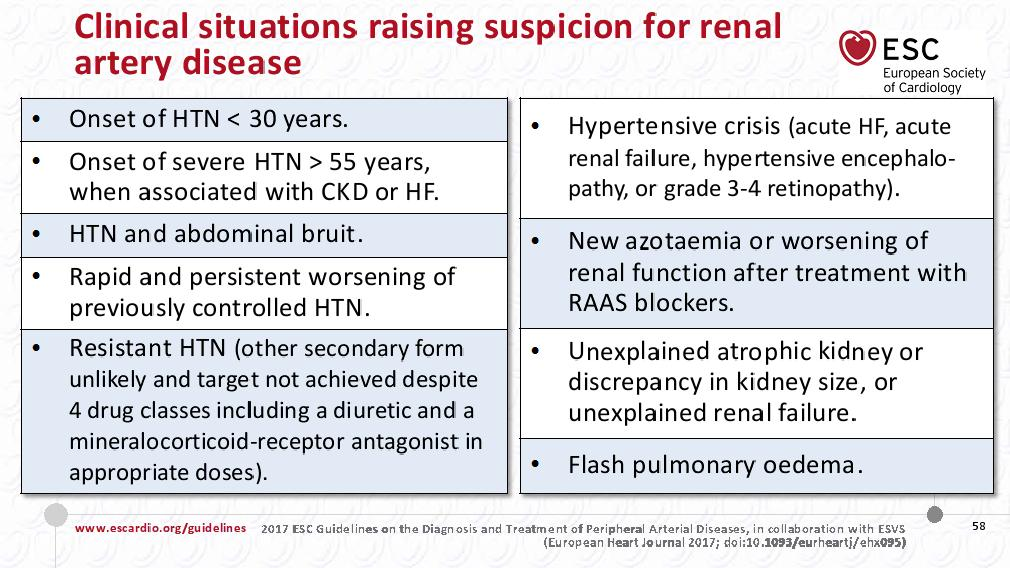 Clinical situations raising suspicion for renal
artery disease
ESC
European Society
of Cardiology
• Onset of HTN < 30 years.
• Onset of severe HTN > 55 years,
when associated with CKD or HF.
• HTN and abdominal bruit.
• Rapid and persistent worsening of
previously controlled HTN.
• Resistant HTN (other secondary form
unlikely and target not achieved despite
4 drug classes including a diuretic and a
mineralocorticoid-receptor antagonist in
appropriate doses).
• Hypertensive crisis (acute HF, acute
renal failure, hypertensive encephalo-
pathy, or grade 3-4 retinopathy).
• New azotaemia or worsening of
renal function after treatment with
RAAS blockers.
• Unexplained atrophic kidney or
discrepancy in kidney size, or
unexplained renal failure.
• Flash pulmonary oedema.
www.escardio.org/guidelines
2017 ESC Guidelines on the Diagnosis and Treatment of Peripheral Arterial Diseases, in collaboration with ESVS
(European Heart Journal 2017; doi:10.1093/eurheartj/ehx095)
58